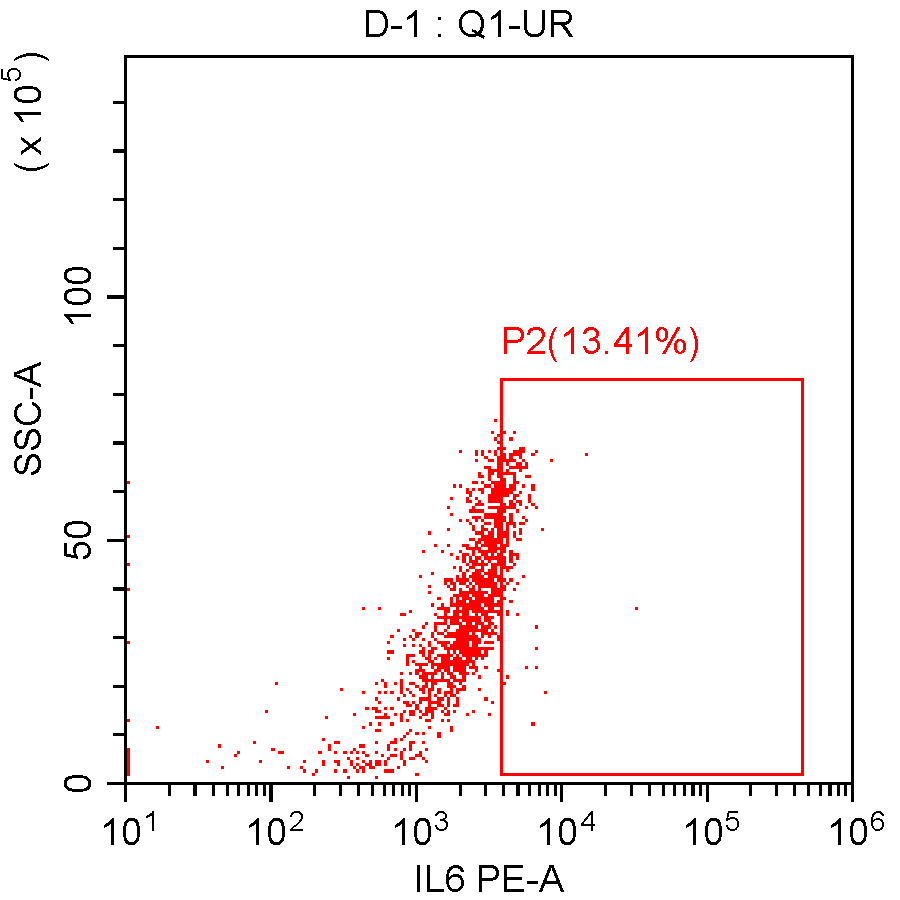 D-1 : Q1-UR
(x 10⁵)
SSC-A
100
50
0
P2(13.41%)
10¹ 10² 10³ 10⁴ 10⁵ 10⁶
IL6 PE-A